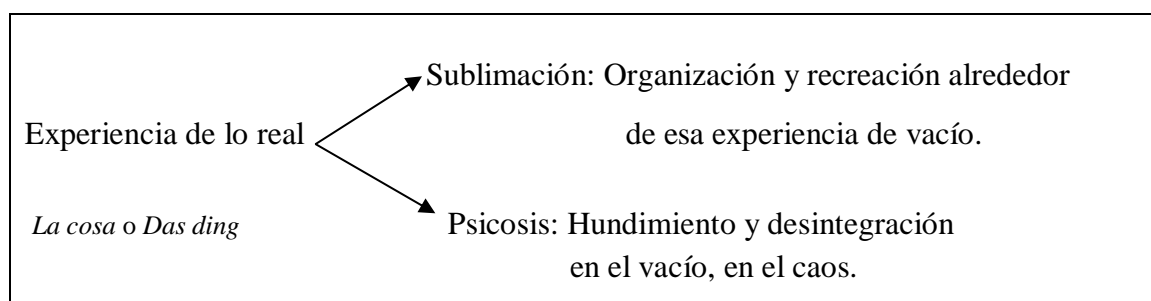 Sublimación: Organización y recreación alrededor
Experiencia de lo real
de esa experiencia de vacío.
La cosa o Das ding
Psicosis: Hundimiento y desintegración
en el vacío, en el caos.